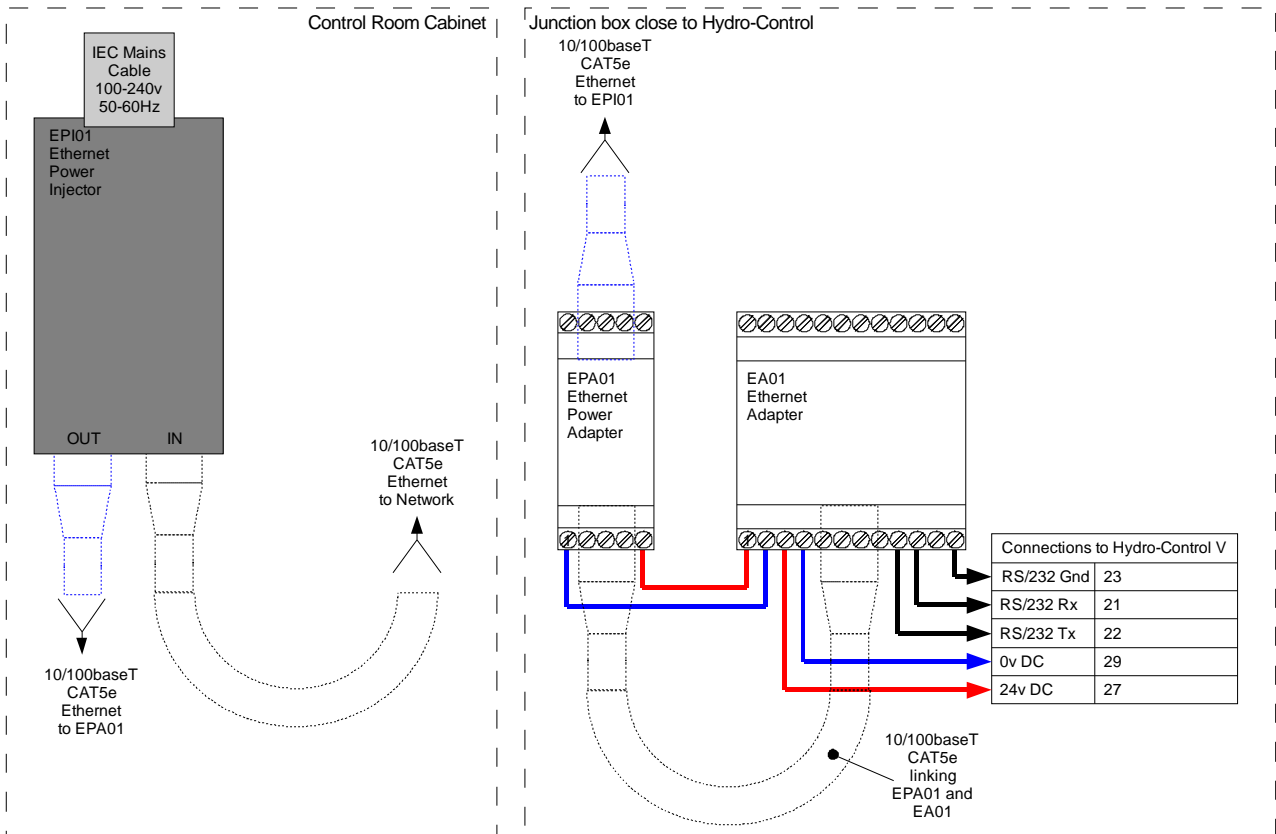 Control Room Cabinet
IEC Mains
Cable
100-240v
50-60Hz
EPI01
Ethernet
Power
Injector
OUT
IN
10/100baseT
CAT5e
Ethernet
to Network
10/100baseT
CAT5e
Ethernet
to EPA01
Junction box close to Hydro-Control
10/100baseT
CAT5e
Ethernet
to EPI01
EPA01
Ethernet
Power
Adapter
EA01
Ethernet
Adapter
1
1
Connections to Hydro-Control V
RS/232 Gnd 23
RS/232 Rx 21
RS/232 Tx 22
0v DC 29
24v DC 27
10/100baseT
CAT5e
linking
EPA01 and
EA01